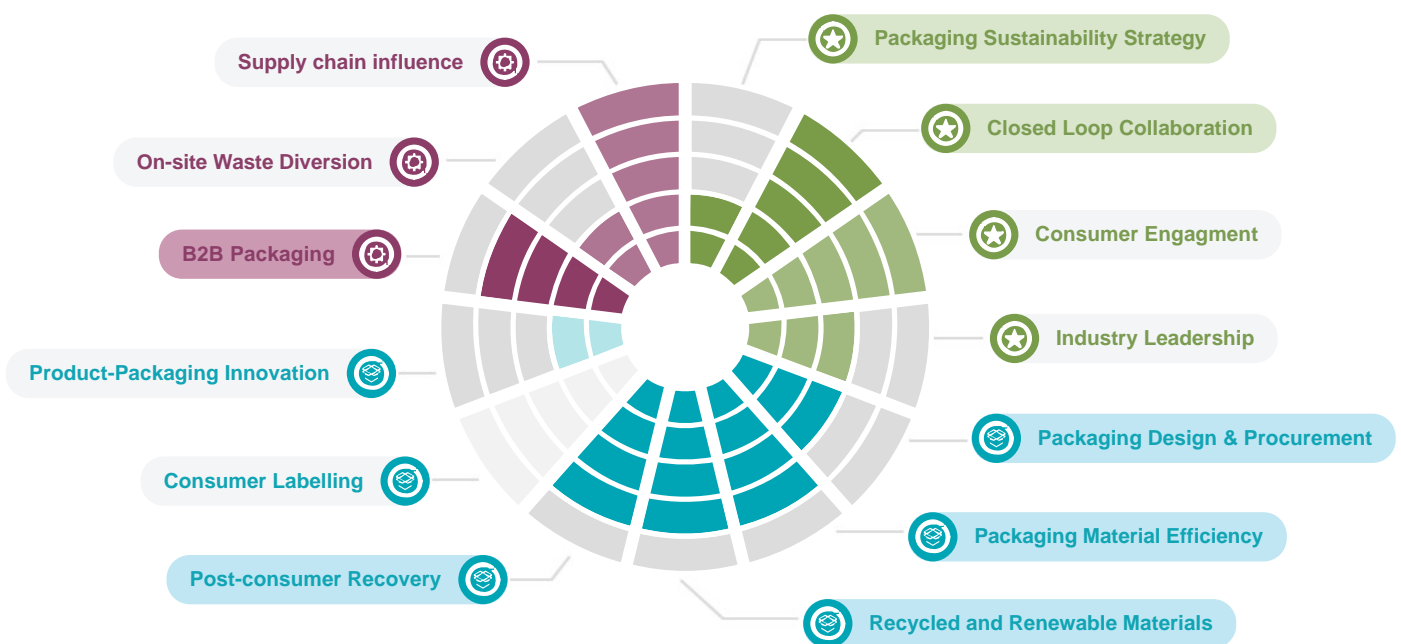 Packaging Sustainability Strategy
Supply chain influence
Closed Loop Collaboration
On-site Waste Diversion
Consumer Engagment
B2B Packaging
Industry Leadership
Product-Packaging Innovation
Packaging Design & Procurement
Consumer Labelling
Packaging Material Efficiency
Post-consumer Recovery
Recycled and Renewable Materials